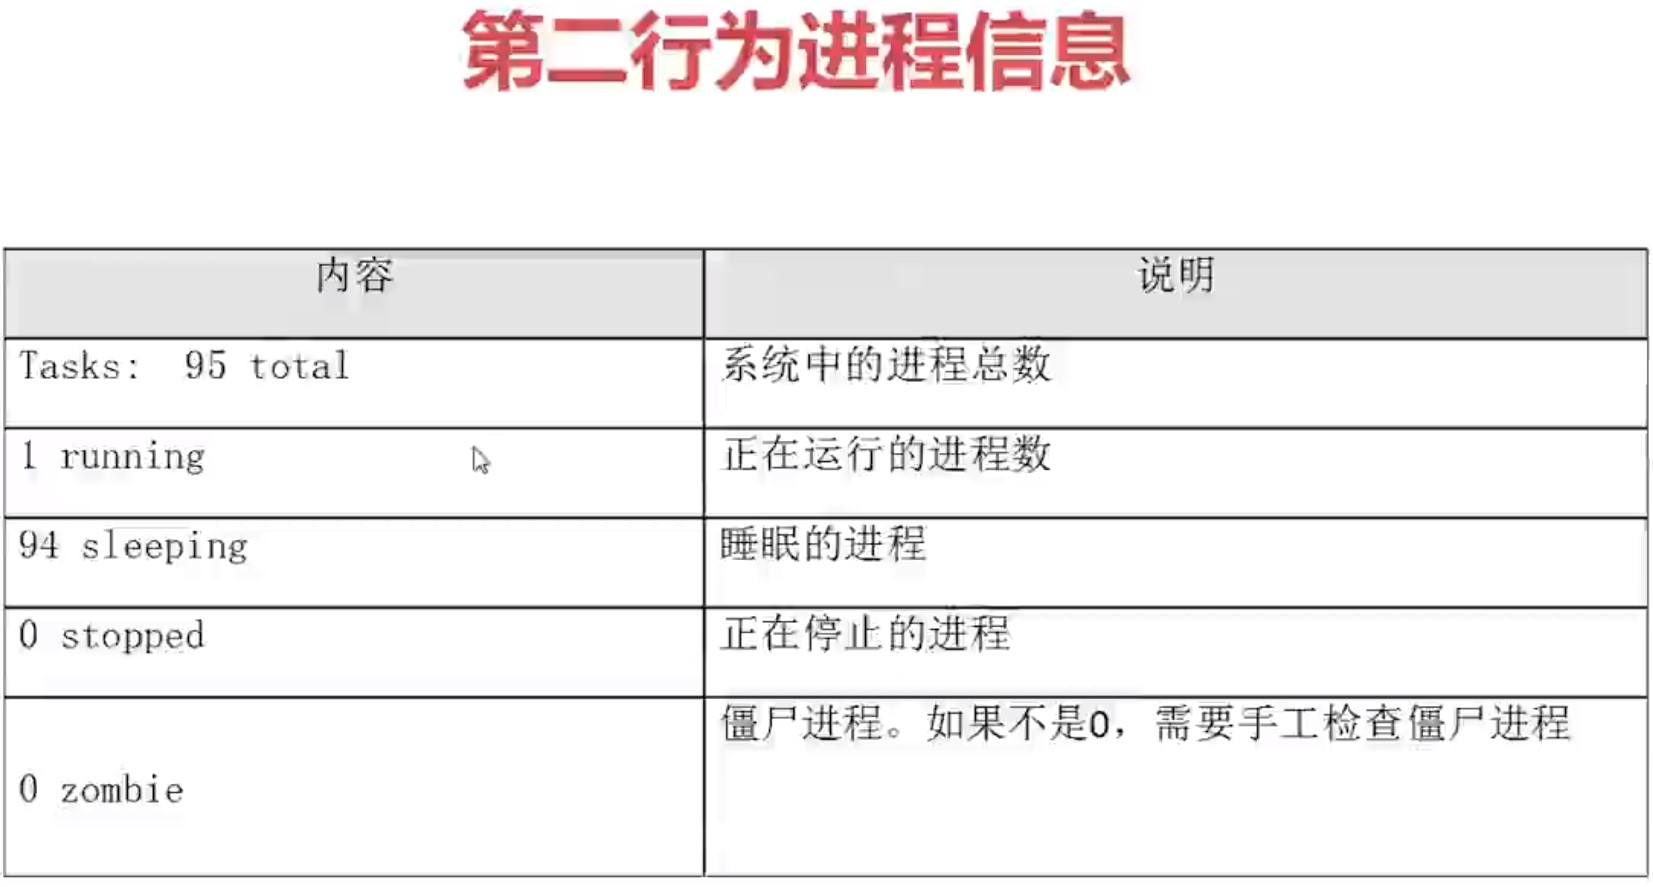 第二行为进程信息
内容 说明
Tasks: 95 total 系统中的进程总数
1 running 正在运行的进程数
94 sleeping 睡眠的进程
0 stopped 正在停止的进程
0 zombie 僵尸进程。如果不是0，需要手工检查僵尸进程